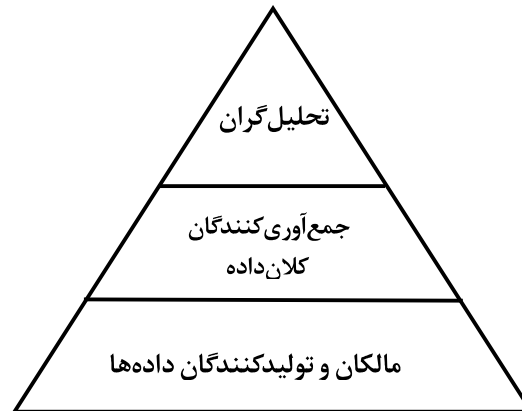 تحلیل‌گران
جمع‌آوری‌کنندگان
کلان‌داده
مالکان و تولیدکنندگان داده‌ها